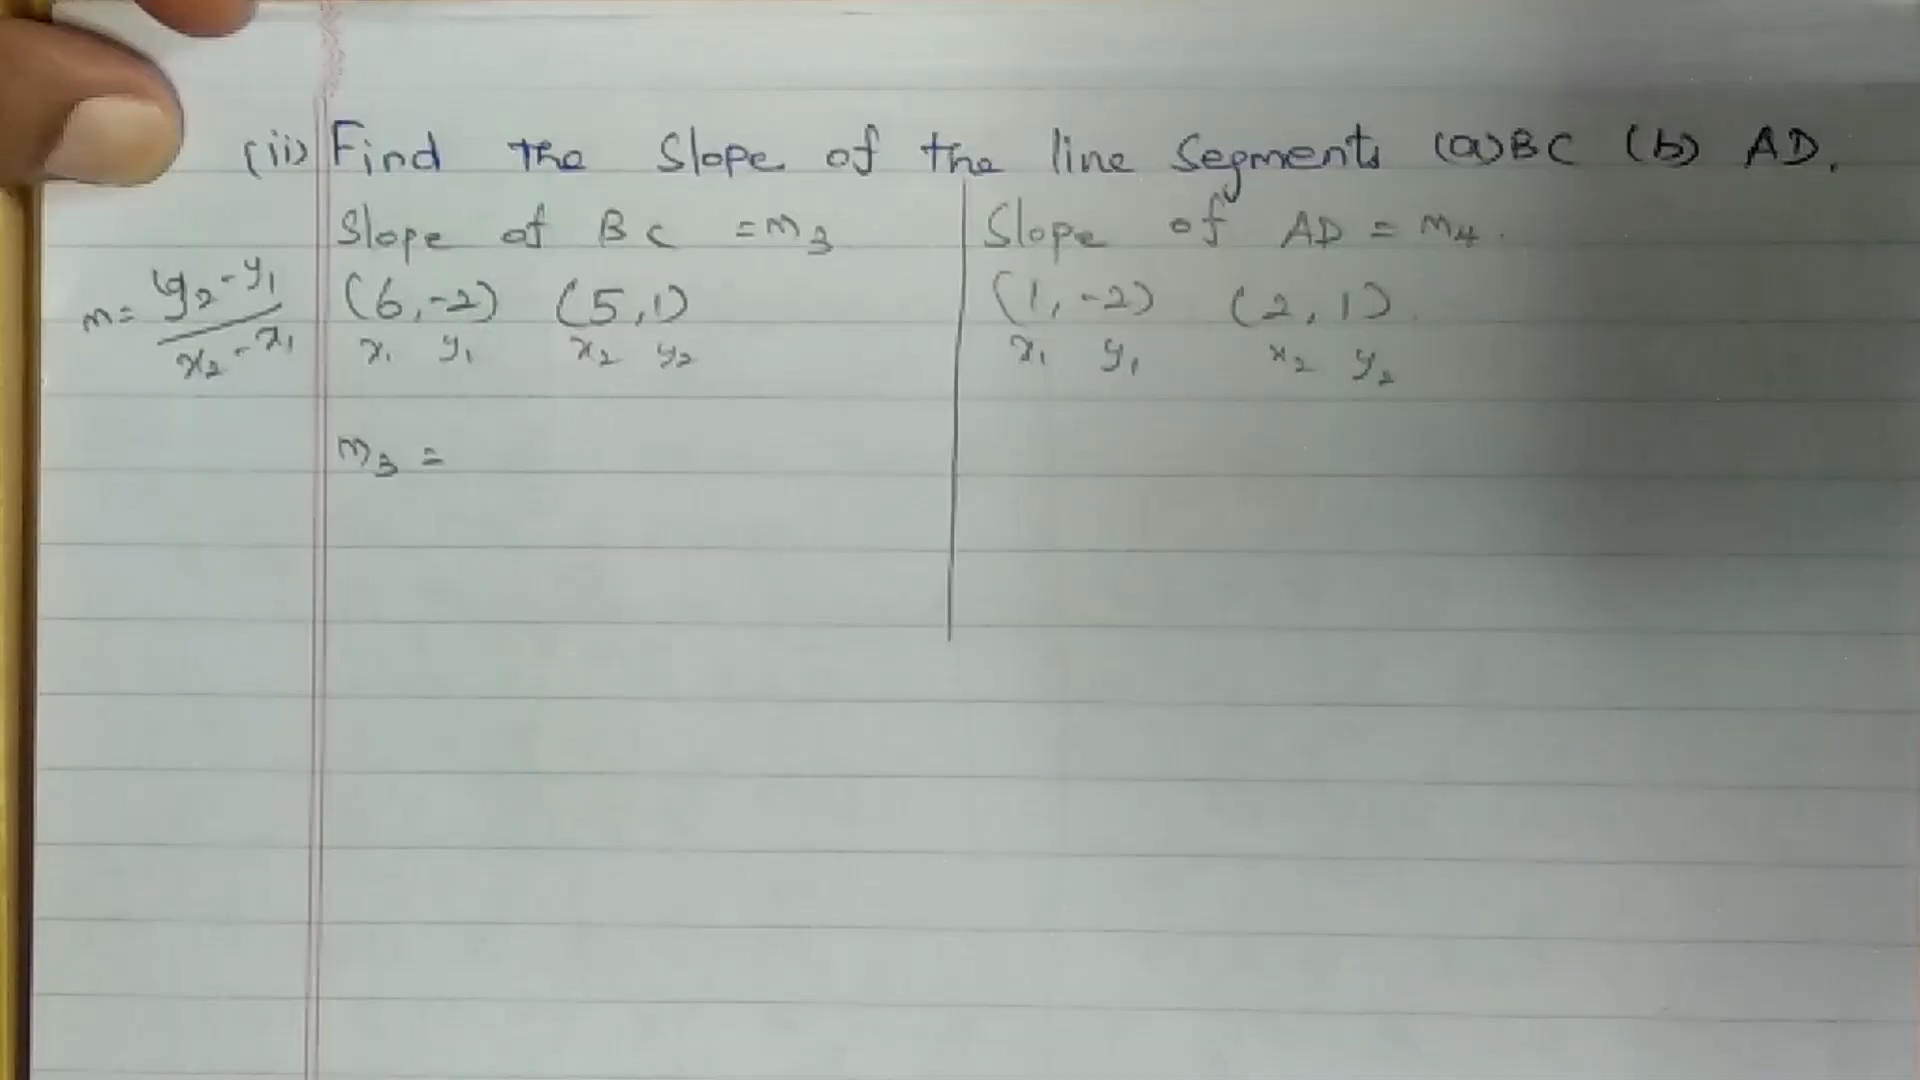 (ii) Find the Slope of the line Segments (a) BC (b) AD.
Slope of BC = m₃
m = y₂ - y₁ / x₂ - x₁
(6, -2) (5, 1)
x₁ y₁ x₂ y₂
m₃ =
Slope of AD = m₄.
(1, -2) (2, 1)
x₁ y₁ x₂ y₂